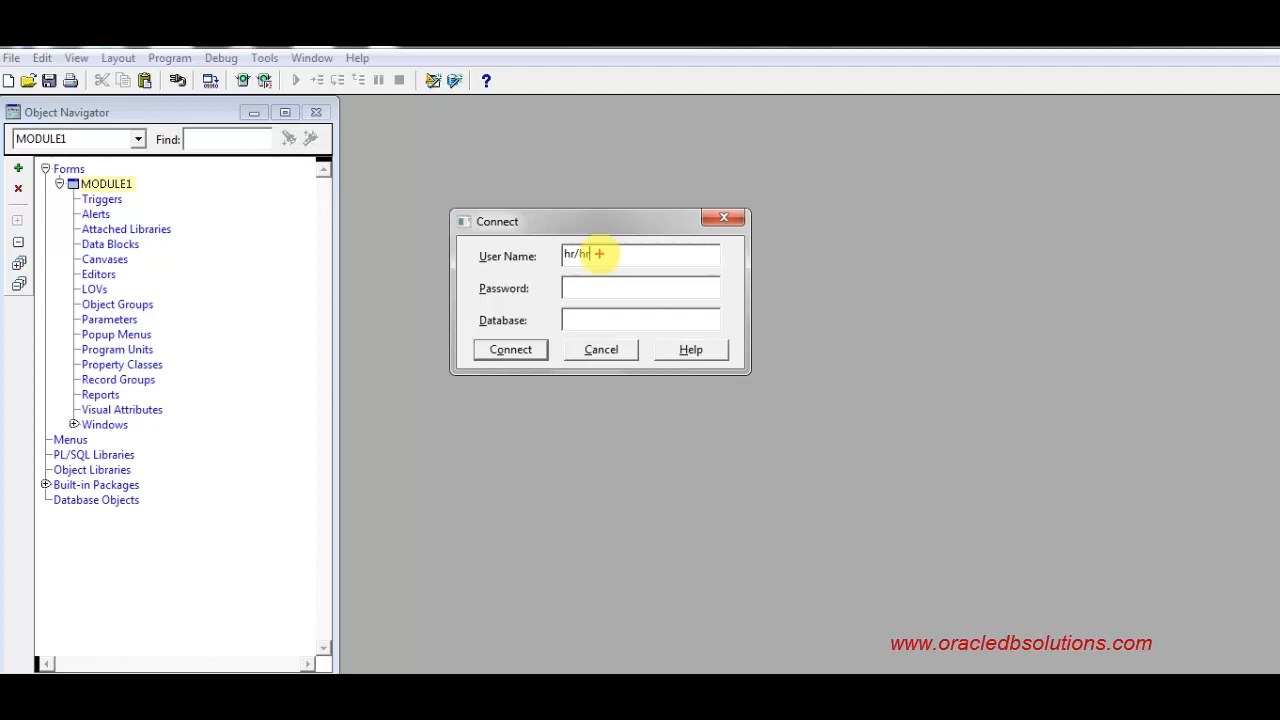 File Edit View Layout Program Debug Tools Window Help
Object Navigator
MODULE1 Find:
Forms
MODULE1
Triggers
Alerts
Attached Libraries
Data Blocks
Canvases
Editors
LOVs
Object Groups
Parameters
Popup Menus
Program Units
Property Classes
Record Groups
Reports
Visual Attributes
Windows
Menus
PL/SQL Libraries
Object Libraries
Built-in Packages
Database Objects
Connect
User Name: hr/hr
Password:
Database:
Connect Cancel Help
www.oracledbsolutions.com